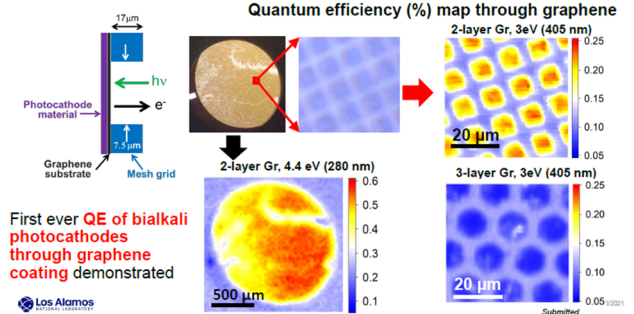 Quantum efficiency (%) map through graphene
17μm
hν
e-
Photocathode
material
7.5μm
Graphene
substrate
Mesh grid
2-layer Gr, 3eV (405 nm)
0.25
0.20
0.15
0.10
0.05
20 μm
2-layer Gr, 4.4 eV (280 nm)
0.6
0.5
0.4
0.3
0.2
0.1
500 μm
3-layer Gr, 3eV (405 nm)
0.25
0.20
0.15
0.10
0.05
20 μm
First ever QE of bialkali
photocathodes
through graphene
coating demonstrated
Los Alamos
NATIONAL LABORATORY
/2021
Submitted